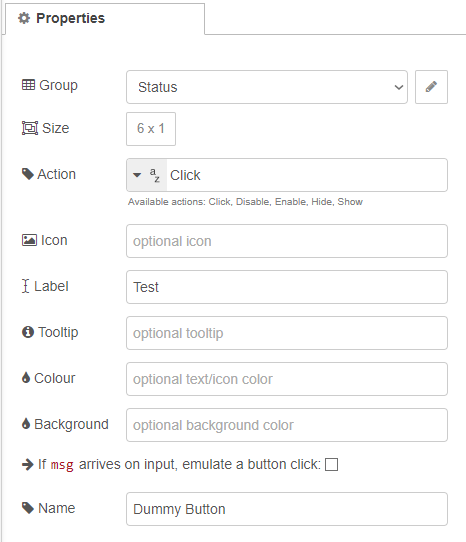 Properties
Group Status
Size 6 x 1
Action a z Click
Available actions: Click, Disable, Enable, Hide, Show
Icon optional icon
Label Test
Tooltip optional tooltip
Colour optional text/icon color
Background optional background color
If msg arrives on input, emulate a button click:
Name Dummy Button